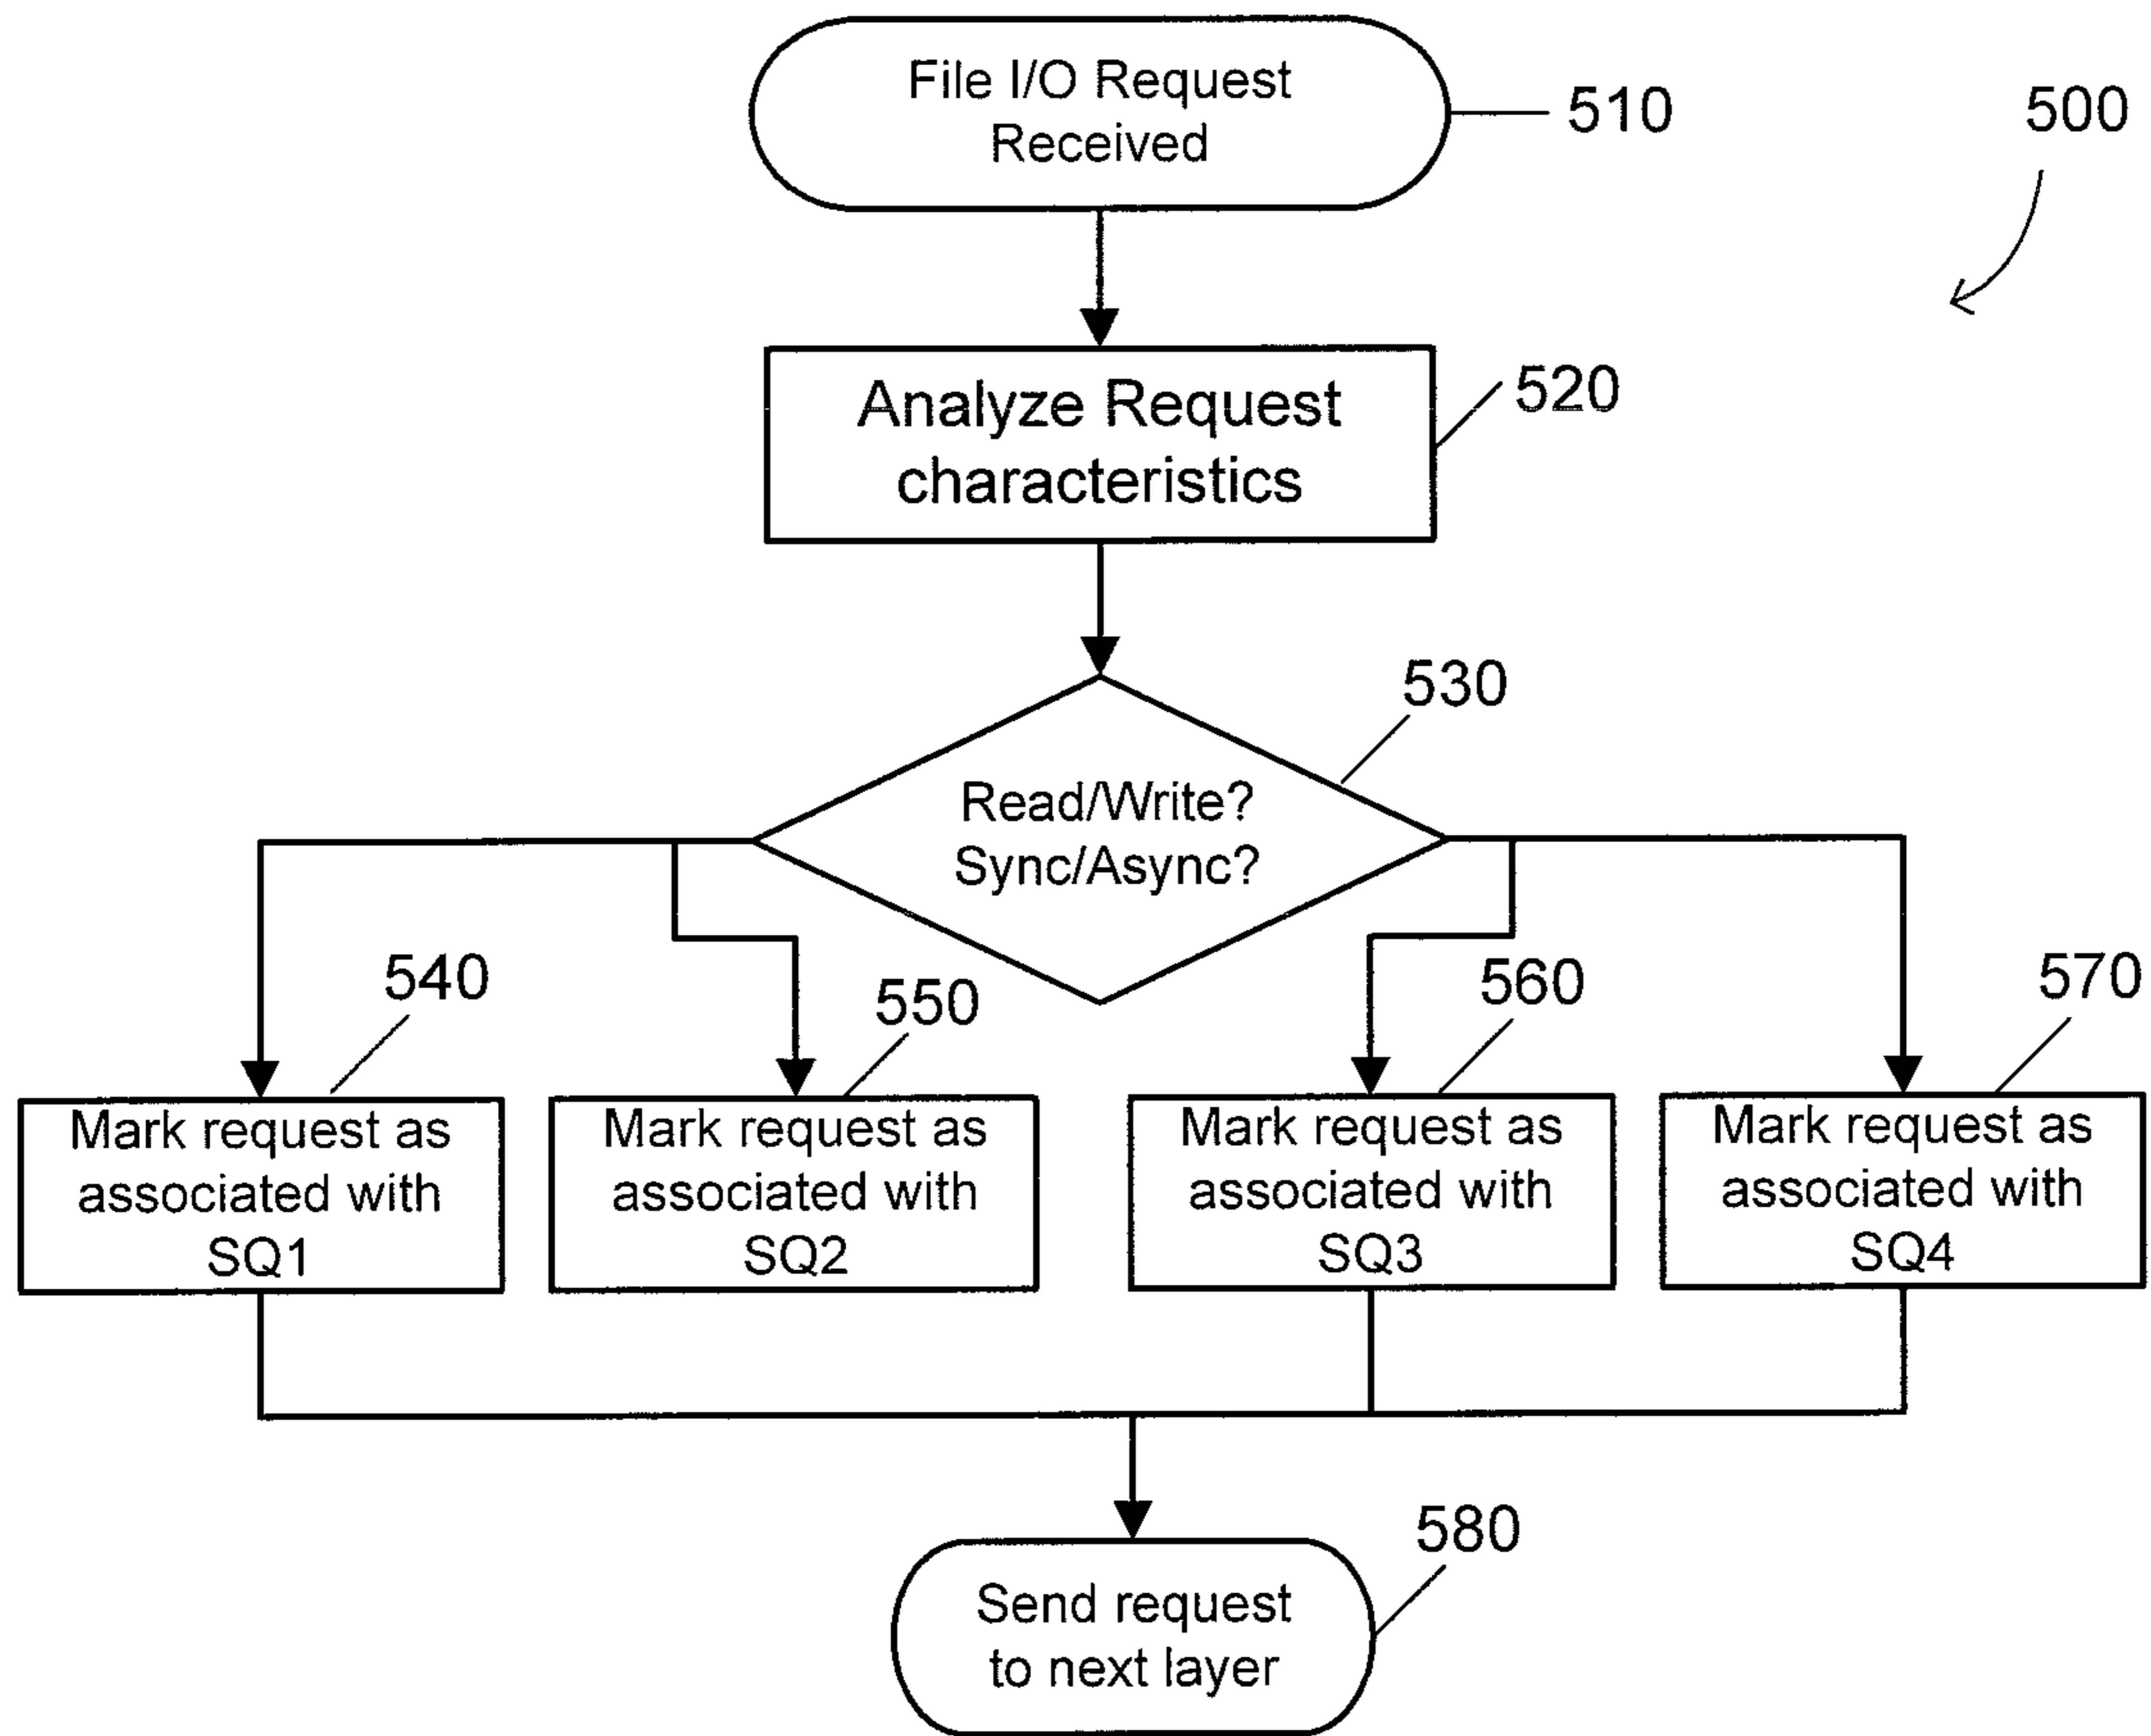 File I/O Request
Received
510
500
Analyze Request
characteristics
520
530
Read/Write?
Sync/Async?
540
550
560
570
Mark request as
associated with
SQ1
Mark request as
associated with
SQ2
Mark request as
associated with
SQ3
Mark request as
associated with
SQ4
580
Send request
to next layer